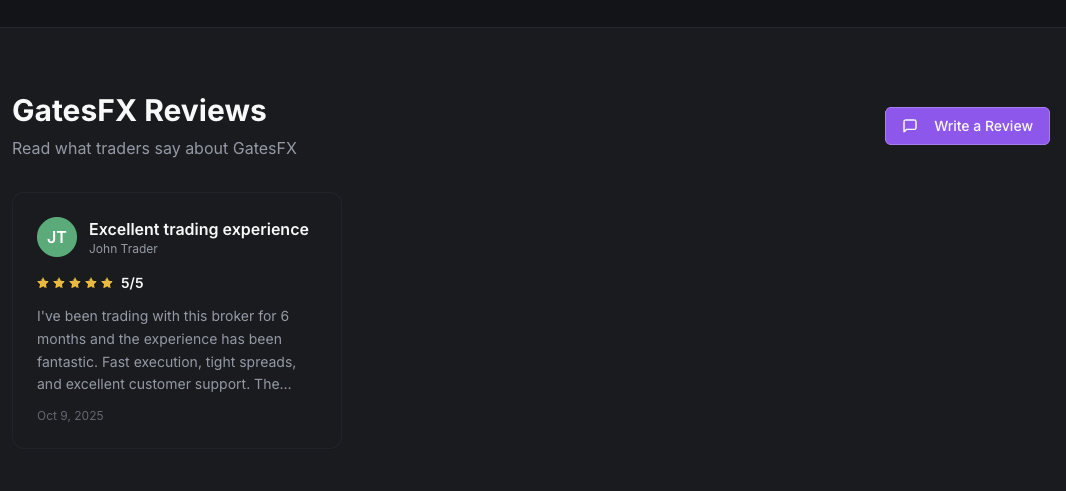 GatesFX Reviews
Read what traders say about GatesFX
Write a Review
JT
Excellent trading experience
John Trader
5/5
I've been trading with this broker for 6
months and the experience has been
fantastic. Fast execution, tight spreads,
and excellent customer support. The...
Oct 9, 2025